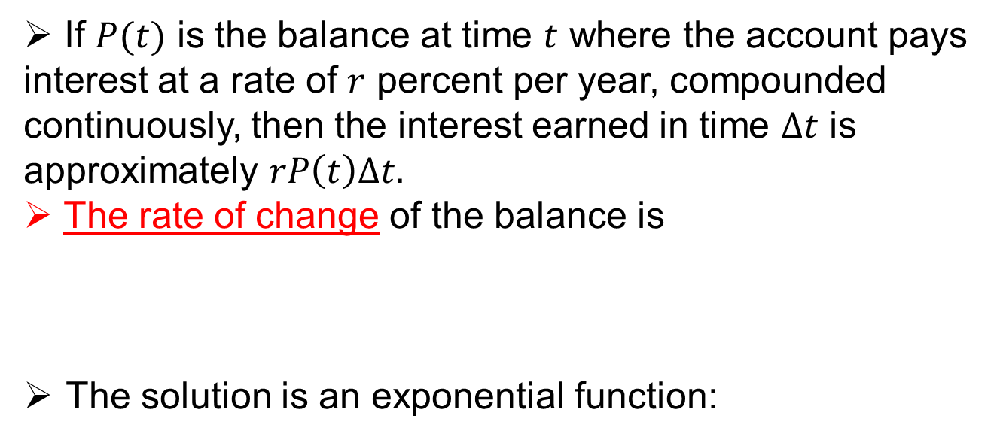 ➢ If P(t) is the balance at time t where the account pays
interest at a rate of r percent per year, compounded
continuously, then the interest earned in time Δt is
approximately rP(t)Δt.
➢ The rate of change of the balance is
➢ The solution is an exponential function: